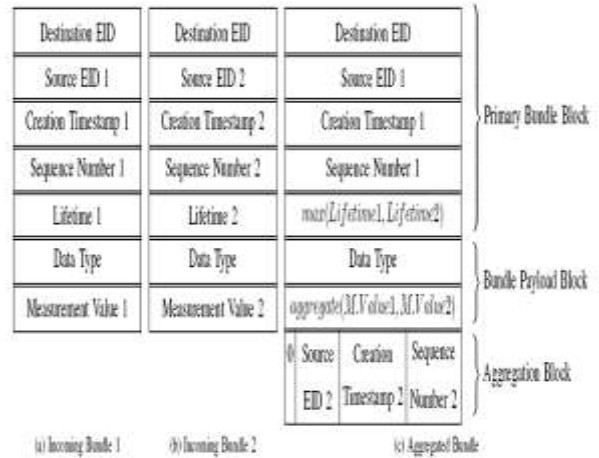 Destination EID Destination EID Destination EID
Source EID 1 Source EID 2 Source EID 1
Creation Timestamp 1 Creation Timestamp 2 Creation Timestamp 1
Primary Bundle Block
Sequence Number 1 Sequence Number 2 Sequence Number 1
Lifetime 1 Lifetime 2 max(Lifetime1, Lifetime2)
Data Type Data Type Data Type
Bundle Payload Block
Measurement Value 1 Measurement Value 2 aggregate(M.Value1, M.Value2)
0 Source Creation Sequence
Aggregation Block
EID 2 Timestamp 2 Number 2
(a) Incoming Bundle 1 (b) Incoming Bundle 2 (c) Aggregated Bundle